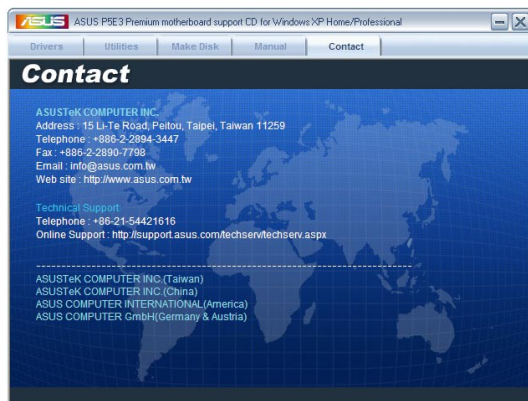 ASUS ASUS P5E3 Premium motherboard support CD for Windows XP Home/Professional
Drivers Utilities Make Disk Manual Contact
Contact
ASUSTeK COMPUTER INC.
Address : 15 Li-Te Road, Peitou, Taipei, Taiwan 11259
Telephone : +886-2-2894-3447
Fax : +886-2-2890-7798
Email : info@asus.com.tw
Web site : http://www.asus.com.tw
Technical Support
Telephone : +86-21-54421616
Online Support : http://support.asus.com/techserv/techserv.aspx
ASUSTeK COMPUTER INC.(Taiwan)
ASUSTeK COMPUTER INC.(China)
ASUS COMPUTER INTERNATIONAL(America)
ASUS COMPUTER GmbH(Germany & Austria)